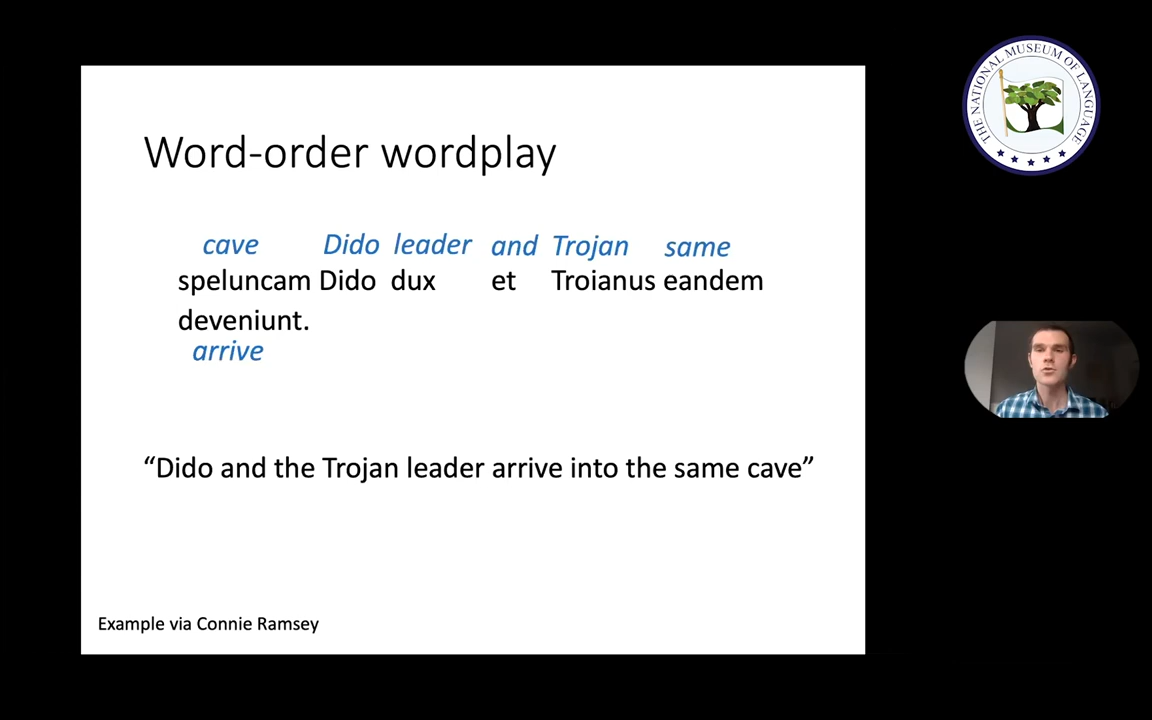 Word-order wordplay
cave Dido leader and Trojan same
speluncam Dido dux et Troianus eandem
deveniunt.
arrive
“Dido and the Trojan leader arrive into the same cave”
Example via Connie Ramsey
THE NATIONAL MUSEUM OF LANGUAGE